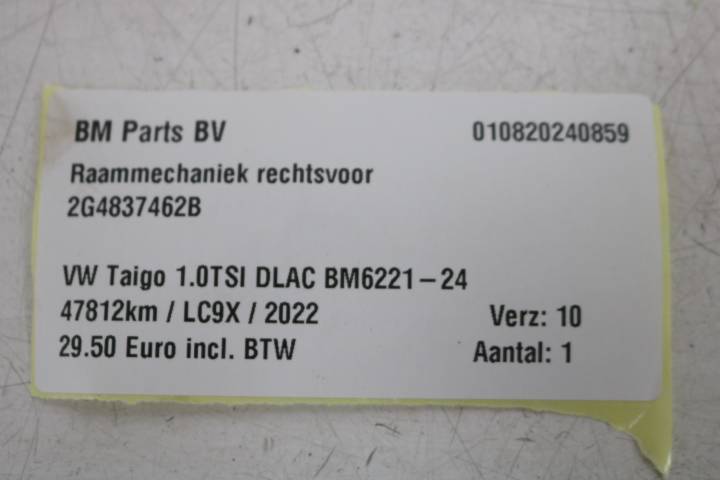 BM Parts BV 010820240859
Raammechaniek rechtsvoor
2G4837462B
VW Taigo 1.0TSI DLAC BM6221-24
47812km / LC9X / 2022 Verz: 10
29.50 Euro incl. BTW Aantal: 1